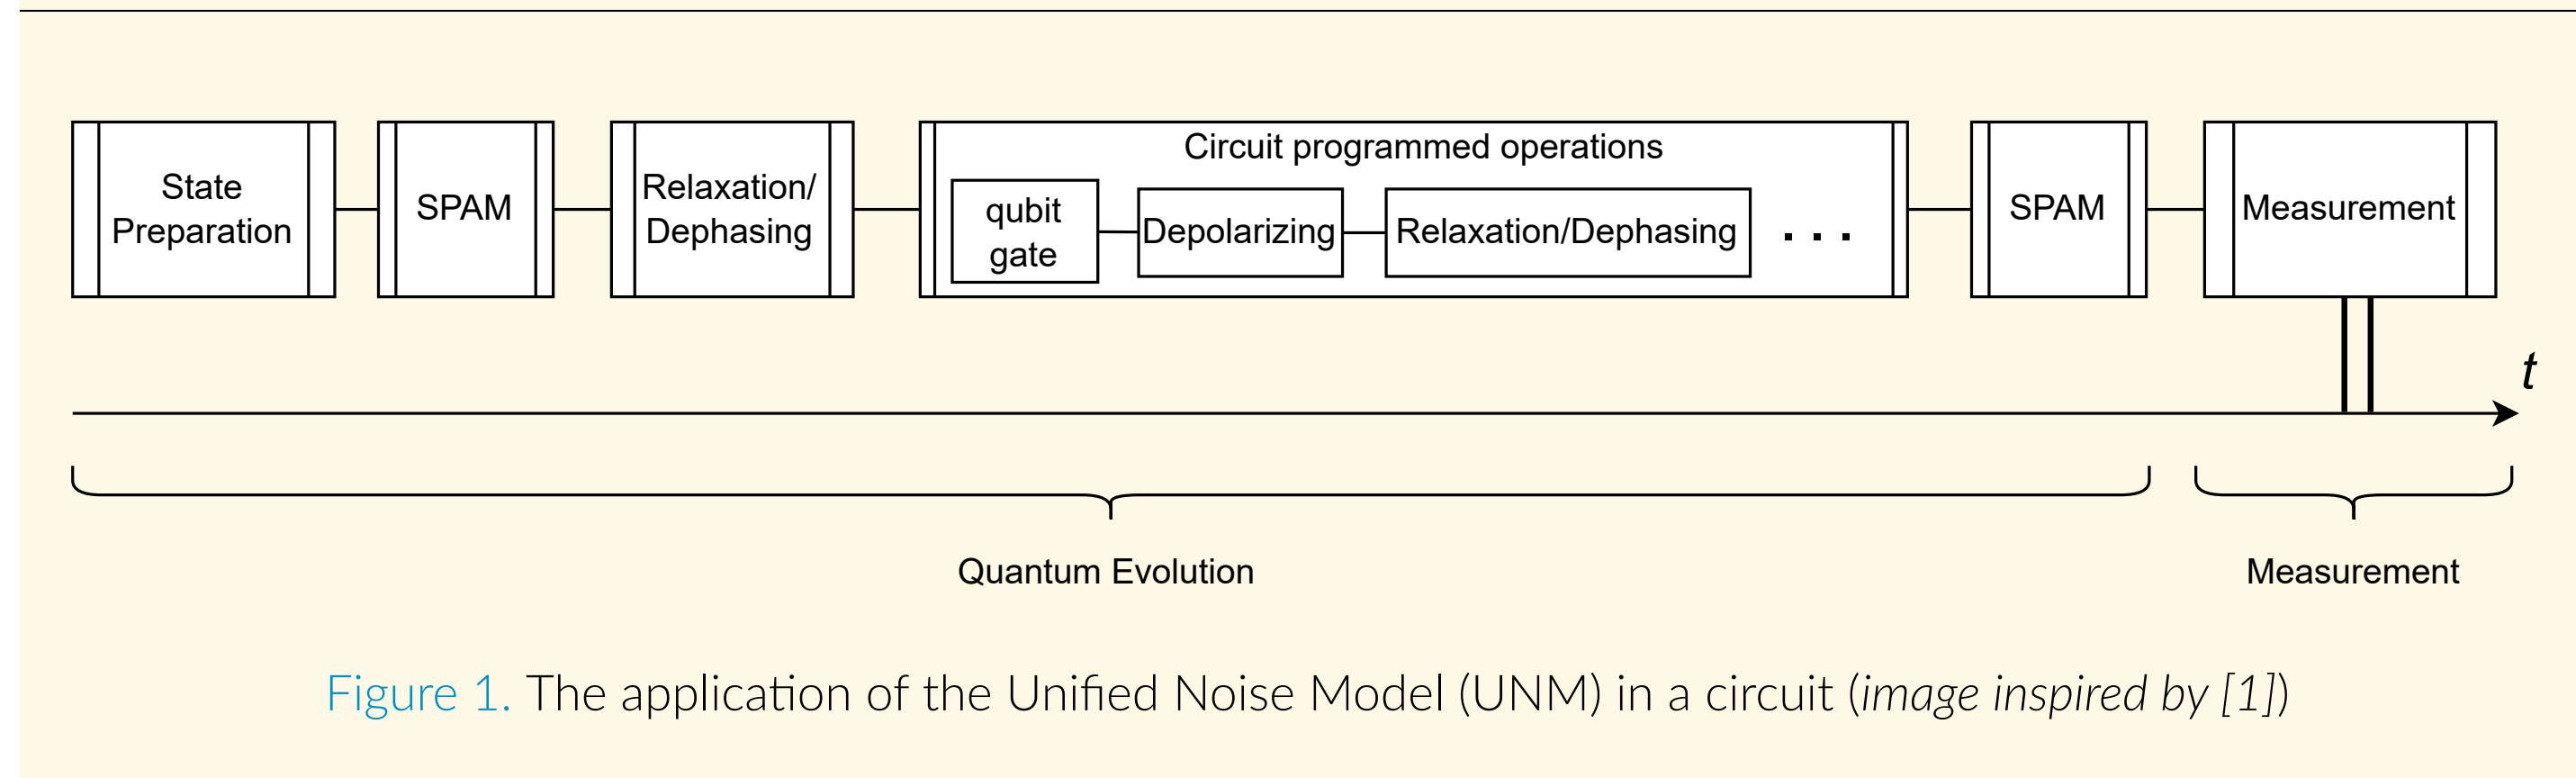 State
Preparation
SPAM
Relaxation/
Dephasing
Circuit programmed operations
qubit
gate
Depolarizing
Relaxation/Dephasing
. . .
SPAM
Measurement
t
Quantum Evolution
Measurement
Figure 1. The application of the Unified Noise Model (UNM) in a circuit (image inspired by [1])